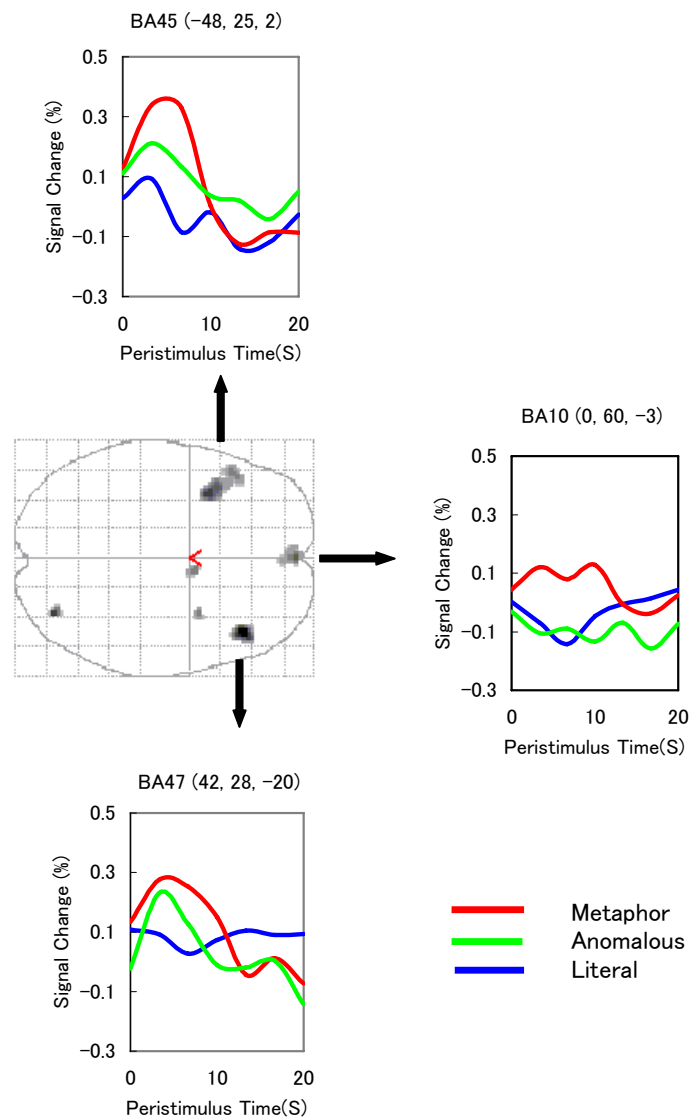 BA45 (−48, 25, 2)
Signal Change (%)
0.5
0.3
0.1
−0.1
−0.3
0 10 20
Peristimulus Time(S)
BA10 (0, 60, −3)
Signal Change (%)
0.5
0.3
0.1
−0.1
−0.3
0 10 20
Peristimulus Time(S)
<
BA47 (42, 28, −20)
Signal Change (%)
0.5
0.3
0.1
−0.1
−0.3
0 10 20
Peristimulus Time(S)
Metaphor
Anomalous
Literal